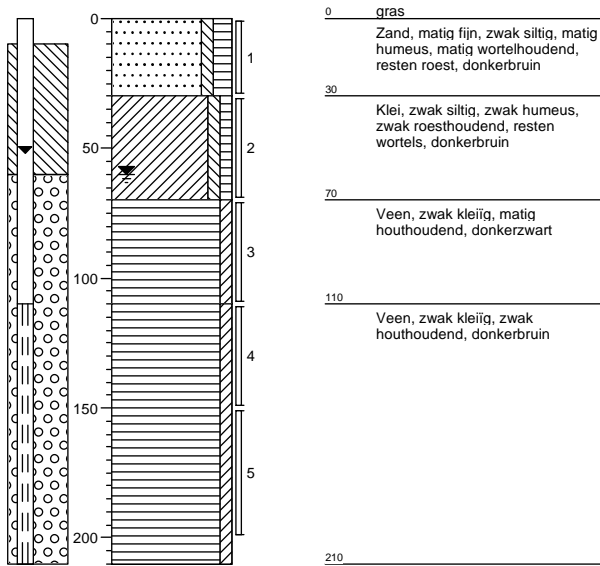 0
50
100
150
200
1
2
3
4
5
0
gras
Zand, matig fijn, zwak siltig, matig
humeus, matig wortelhoudend,
resten roest, donkerbruin
30
Klei, zwak siltig, zwak humeus,
zwak roesthoudend, resten
wortels, donkerbruin
70
Veen, zwak kleiïg, matig
houthoudend, donkerzwart
110
Veen, zwak kleiïg, zwak
houthoudend, donkerbruin
210